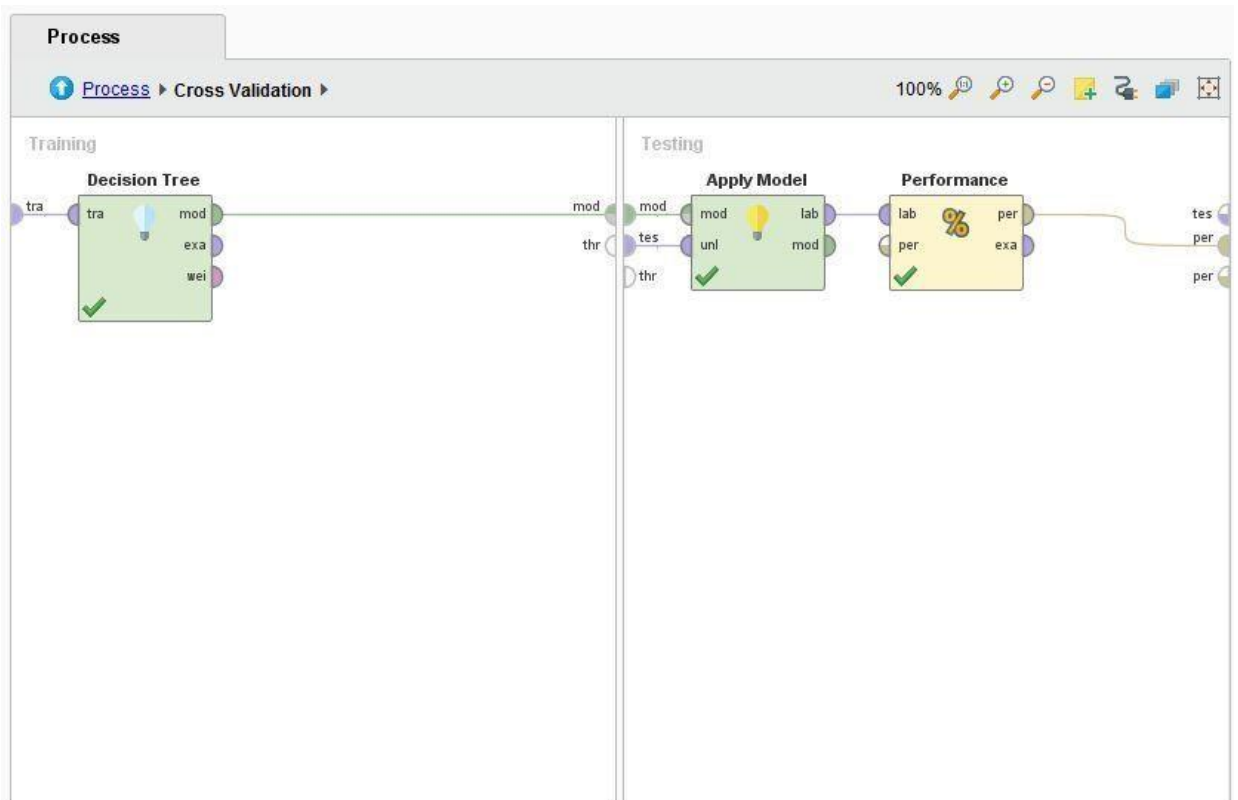 Process
Process Cross Validation
100%
Training
Decision Tree
tra
tra
mod
exa
wei
mod
thr
Testing
mod
tes
thr
Apply Model
mod
lab
unl
mod
Performance
%
lab
per
per
exa
tes
per
per